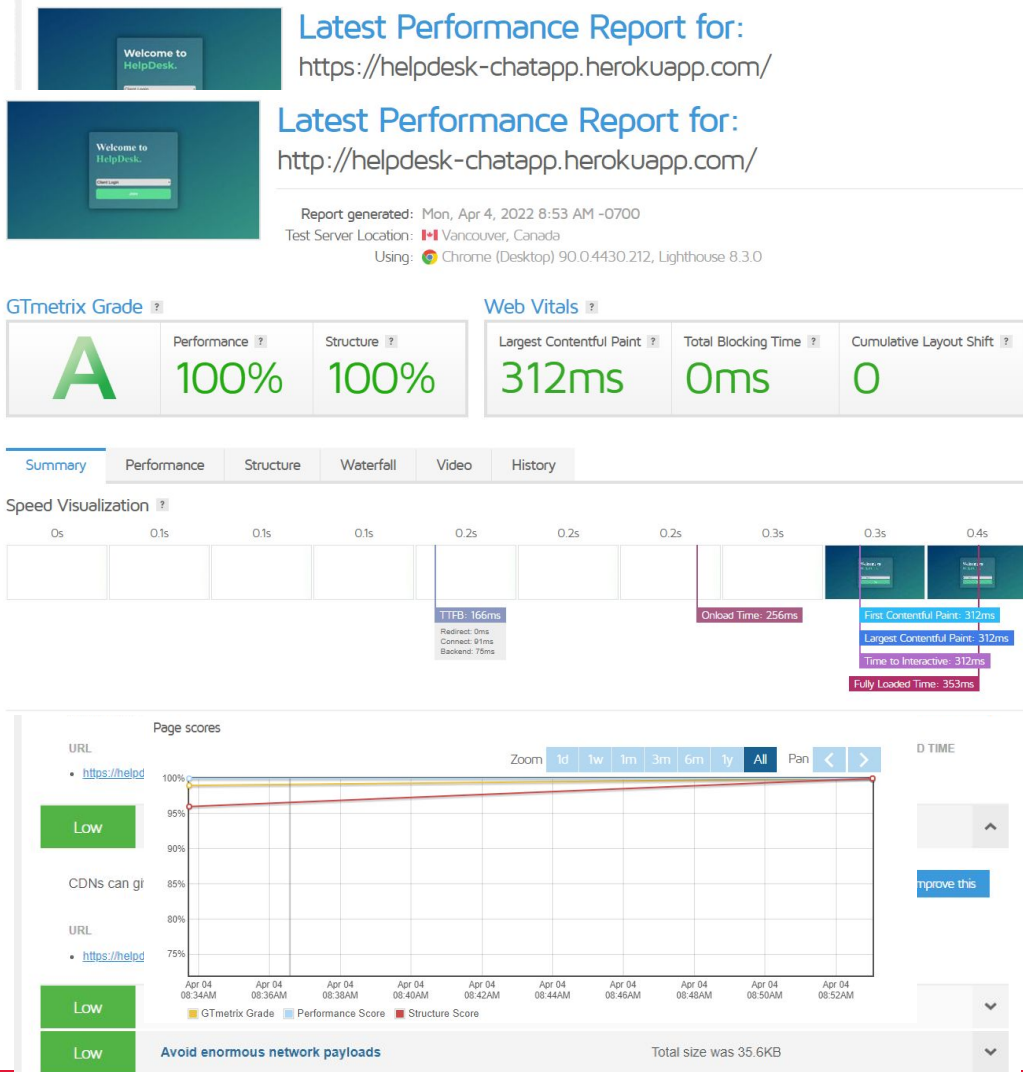 Latest Performance Report for:
https://helpdesk-chatapp.herokuapp.com/
Welcome to
HelpDesk.
Client Login
Latest Performance Report for:
http://helpdesk-chatapp.herokuapp.com/
Welcome to
HelpDesk.
Client Login
Report generated: Mon, Apr 4, 2022 8:53 AM -0700
Test Server Location: Vancouver, Canada
Using: Chrome (Desktop) 90.0.4430.212, Lighthouse 8.3.0
GTmetrix Grade ?
Web Vitals ?
A
Performance ?
100%
Structure ?
100%
Largest Contentful Paint ?
312ms
Total Blocking Time ?
0ms
Cumulative Layout Shift ?
0
Summary Performance Structure Waterfall Video History
Speed Visualization ?
0s 0.1s 0.1s 0.1s 0.2s 0.2s 0.2s 0.3s 0.3s 0.4s
TTFB: 166ms
Redirect: 0ms
Connect: 91ms
Backend: 75ms
Onload Time: 256ms
First Contentful Paint: 312ms
Largest Contentful Paint: 312ms
Time to Interactive: 312ms
Fully Loaded Time: 353ms
Page scores
URL
D TIME
https://helpd
Zoom 1d 1w 1m 3m 6m 1y All Pan
100%
95%
90%
85%
80%
75%
Low
CDNs can gi
mprove this
URL
https://helpd
Apr 04 08:34AM
Apr 04 08:36AM
Apr 04 08:38AM
Apr 04 08:40AM
Apr 04 08:42AM
Apr 04 08:44AM
Apr 04 08:46AM
Apr 04 08:48AM
Apr 04 08:50AM
Apr 04 08:52AM
GTmetrix Grade Performance Score Structure Score
Low
Low Avoid enormous network payloads Total size was 35.6KB